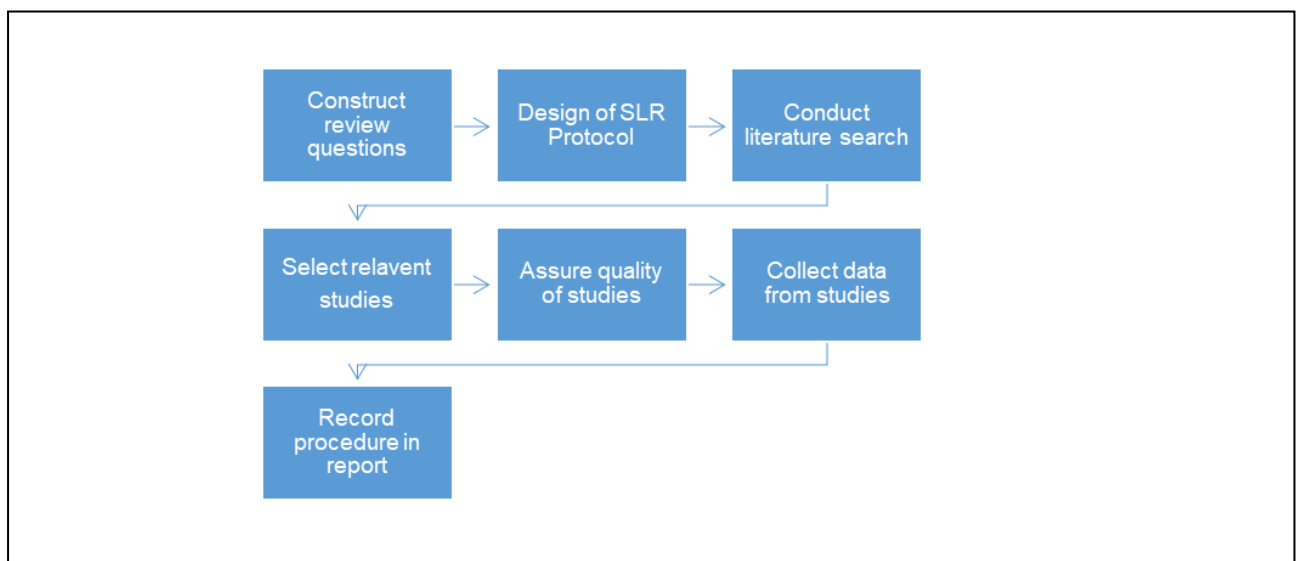 Construct
review
questions
Design of SLR
Protocol
Conduct
literature search
Select relavent
studies
Assure quality
of studies
Collect data
from studies
Record
procedure in
report